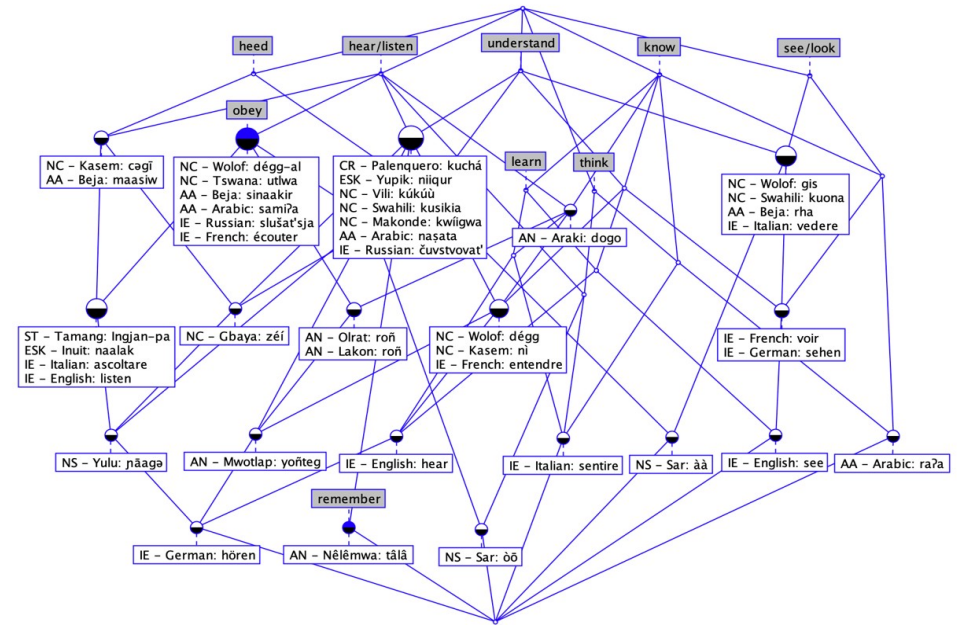 heed
hear/listen
understand
know
see/look
obey
NC – Kasem: cəgī
AA – Beja: maasiw
NC – Wolof: dégg–al
NC – Tswana: utlwa
AA – Beja: sinaakir
AA – Arabic: samiʔa
IE – Russian: slušat'sja
IE – French: écouter
CR – Palenquero: kuchá
ESK – Yupik: niiqur
NC – Vili: kúkúù
NC – Swahili: kusikia
NC – Makonde: kwîigwa
AA – Arabic: naṣata
IE – Russian: čuvstvovat'
learn
think
AN – Araki: dogo
NC – Wolof: gis
NC – Swahili: kuona
AA – Beja: rha
IE – Italian: vedere
ST – Tamang: Ingjan–pa
ESK – Inuit: naalak
IE – Italian: ascoltare
IE – English: listen
NC – Gbaya: zéí
AN – Olrat: roñ
AN – Lakon: roñ
NC – Wolof: dégg
NC – Kasem: nì
IE – French: entendre
IE – French: voir
IE – German: sehen
NS – Yulu: ɲāagə
AN – Mwotlap: yoñteg
IE – English: hear
IE – Italian: sentire
NS – Sar: àà
IE – English: see
AA – Arabic: raʔa
remember
IE – German: hören
AN – Nêlêmwa: tâlâ
NS – Sar: òō